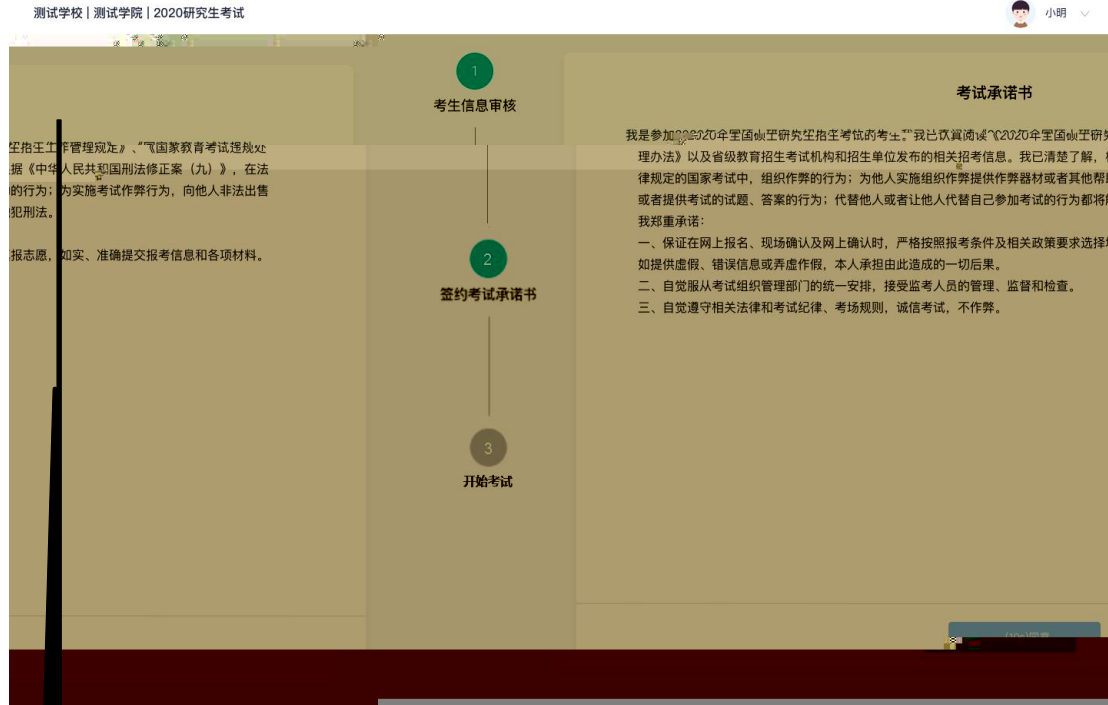 测试学校 | 测试学院 | 2020研究生考试
小明
管理规定》、
据《中华人民共和国刑法修正案（九）》，在法
的行为；为实施考试作弊行为，向他人非法出售
犯刑法。
报志愿，如实、准确提交报考信息和各项材料。
1
考生信息审核
2
签约考试承诺书
3
开始考试
考试承诺书
我是参加
理办法》以及省级教育招生考试机构和招生单位发布的相关招考信息。我已清楚了解，
律规定的国家考试中，组织作弊的行为；为他人实施组织作弊提供作弊器材或者其他帮
或者提供考试的试题、答案的行为；代替他人或者让他人代替自己参加考试的行为都将
我郑重承诺：
一、保证在网上报名、现场确认及网上确认时，严格按照报考条件及相关政策要求选择
如提供虚假、错误信息或弄虚作假，本人承担由此造成的一切后果。
二、自觉服从考试组织管理部门的统一安排，接受监考人员的管理、监督和检查。
三、自觉遵守相关法律和考试纪律、考场规则，诚信考试，不作弊。